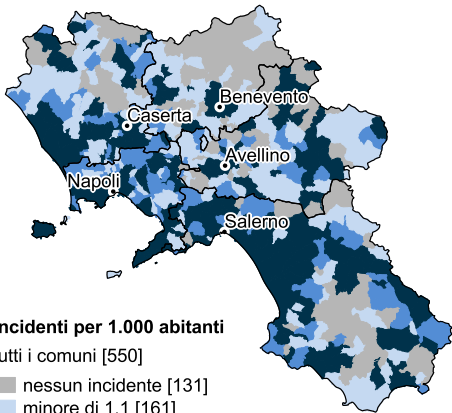 Benevento
Caserta
Avellino
Napoli
Salerno
ncidenti per 1.000 abitanti
utti i comuni [550]
nessun incidente [131]
minore di 1,1 [161]